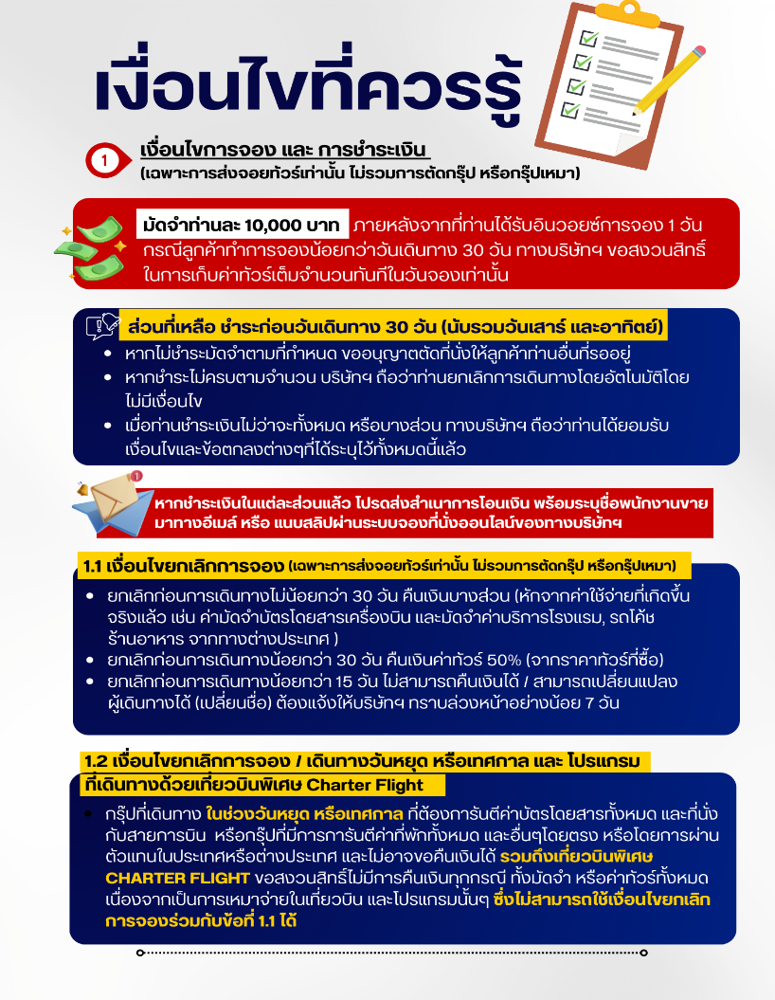 เงื่อนไขที่ควรรู้
1
เงื่อนไขการจอง และ การชำระเงิน
(เฉพาะการส่งจอยทัวร์เท่านั้น ไม่รวมการตัดกรุ๊ป หรือกรุ๊ปเหมา)
มัดจำท่านละ 10,000 บาท ภายหลังจากที่ท่านได้รับอินวอยซ์การจอง 1 วัน
กรณีลูกค้าทำการจองน้อยกว่าวันเดินทาง 30 วัน ทางบริษัทฯ ขอสงวนสิทธิ์
ในการเก็บค่าทัวร์เต็มจำนวนทันทีในวันจองเท่านั้น
ส่วนที่เหลือ ชำระก่อนวันเดินทาง 30 วัน (นับรวมวันเสาร์ และอาทิตย์)
• หากไม่ชำระมัดจำตามที่กำหนด ขออนุญาตตัดที่นั่งให้ลูกค้าท่านอื่นที่รออยู่
• หากชำระไม่ครบตามจำนวน บริษัทฯ ถือว่าท่านยกเลิกการเดินทางโดยอัตโนมัติโดย
ไม่มีเงื่อนไข
• เมื่อท่านชำระเงินไม่ว่าจะทั้งหมด หรือบางส่วน ทางบริษัทฯ ถือว่าท่านได้ยอมรับ
เงื่อนไขและข้อตกลงต่างๆที่ได้ระบุไว้ทั้งหมดนี้แล้ว
1
หากชำระเงินในแต่ละส่วนแล้ว โปรดส่งสำเนาการโอนเงิน พร้อมระบุชื่อพนักงานขาย
มาทางอีเมล์ หรือ แนบสลิปผ่านระบบจองที่นั่งออนไลน์ของทางบริษัทฯ
1.1 เงื่อนไขยกเลิกการจอง (เฉพาะการส่งจอยทัวร์เท่านั้น ไม่รวมการตัดกรุ๊ป หรือกรุ๊ปเหมา)
• ยกเลิกก่อนการเดินทางไม่น้อยกว่า 30 วัน คืนเงินบางส่วน (หักจากค่าใช้จ่ายที่เกิดขึ้น
จริงแล้ว เช่น ค่ามัดจำบัตรโดยสารเครื่องบิน และมัดจำค่าบริการโรงแรม, รถโค้ช
ร้านอาหาร จากทางต่างประเทศ )
• ยกเลิกก่อนการเดินทางน้อยกว่า 30 วัน คืนเงินค่าทัวร์ 50% (จากราคาทัวร์ที่ซื้อ)
• ยกเลิกก่อนการเดินทางน้อยกว่า 15 วัน ไม่สามารถคืนเงินได้ / สามารถเปลี่ยนแปลง
ผู้เดินทางได้ (เปลี่ยนชื่อ) ต้องแจ้งให้บริษัทฯ ทราบล่วงหน้าอย่างน้อย 7 วัน
1.2 เงื่อนไขยกเลิกการจอง / เดินทางวันหยุด หรือเทศกาล และ โปรแกรม
ที่เดินทางด้วยเที่ยวบินพิเศษ Charter Flight
• กรุ๊ปที่เดินทาง ในช่วงวันหยุด หรือเทศกาล ที่ต้องการันตีค่าบัตรโดยสารทั้งหมด และที่นั่ง
กับสายการบิน หรือกรุ๊ปที่มีการการันตีค่าที่พักทั้งหมด และอื่นๆโดยตรง หรือโดยการผ่าน
ตัวแทนในประเทศหรือต่างประเทศ และไม่อาจขอคืนเงินได้ รวมถึงเที่ยวบินพิเศษ
CHARTER FLIGHT ขอสงวนสิทธิ์ไม่มีการคืนเงินทุกกรณี ทั้งมัดจำ หรือค่าทัวร์ทั้งหมด
เนื่องจากเป็นการเหมาจ่ายในเที่ยวบิน และโปรแกรมนั้นๆ ซึ่งไม่สามารถใช้เงื่อนไขยกเลิก
การจองร่วมกับข้อที่ 1.1 ได้